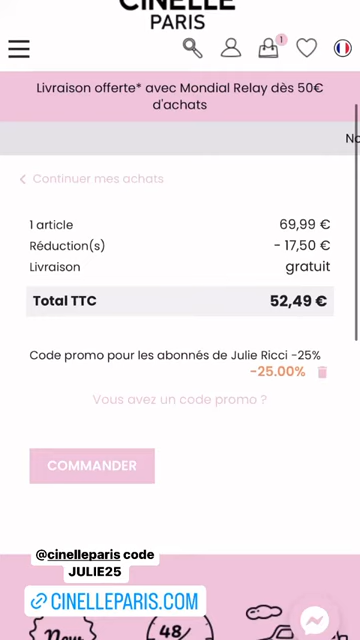 CINELLE
PARIS
1
Livraison offerte* avec Mondial Relay dès 50€
d'achats
No
Continuer mes achats
1 article 69,99 €
Réduction(s) - 17,50 €
Livraison gratuit
Total TTC 52,49 €
Code promo pour les abonnés de Julie Ricci -25%
-25.00%
Vous avez un code promo ?
COMMANDER
@cinelleparis code
JULIE25
CINELLEPARIS.COM
New
48/